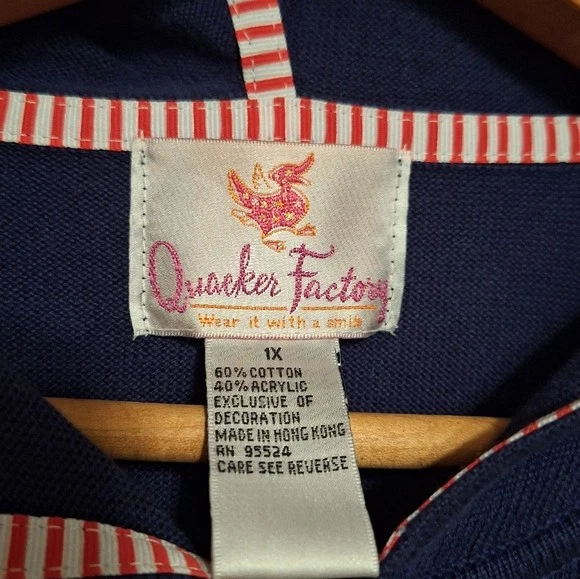 Quacker Factory
Wear it with a smile
1X
60% COTTON
40% ACRYLIC
EXCLUSIVE OF
DECORATION
MADE IN HONG KONG
RN 95524
CARE SEE REVERSE